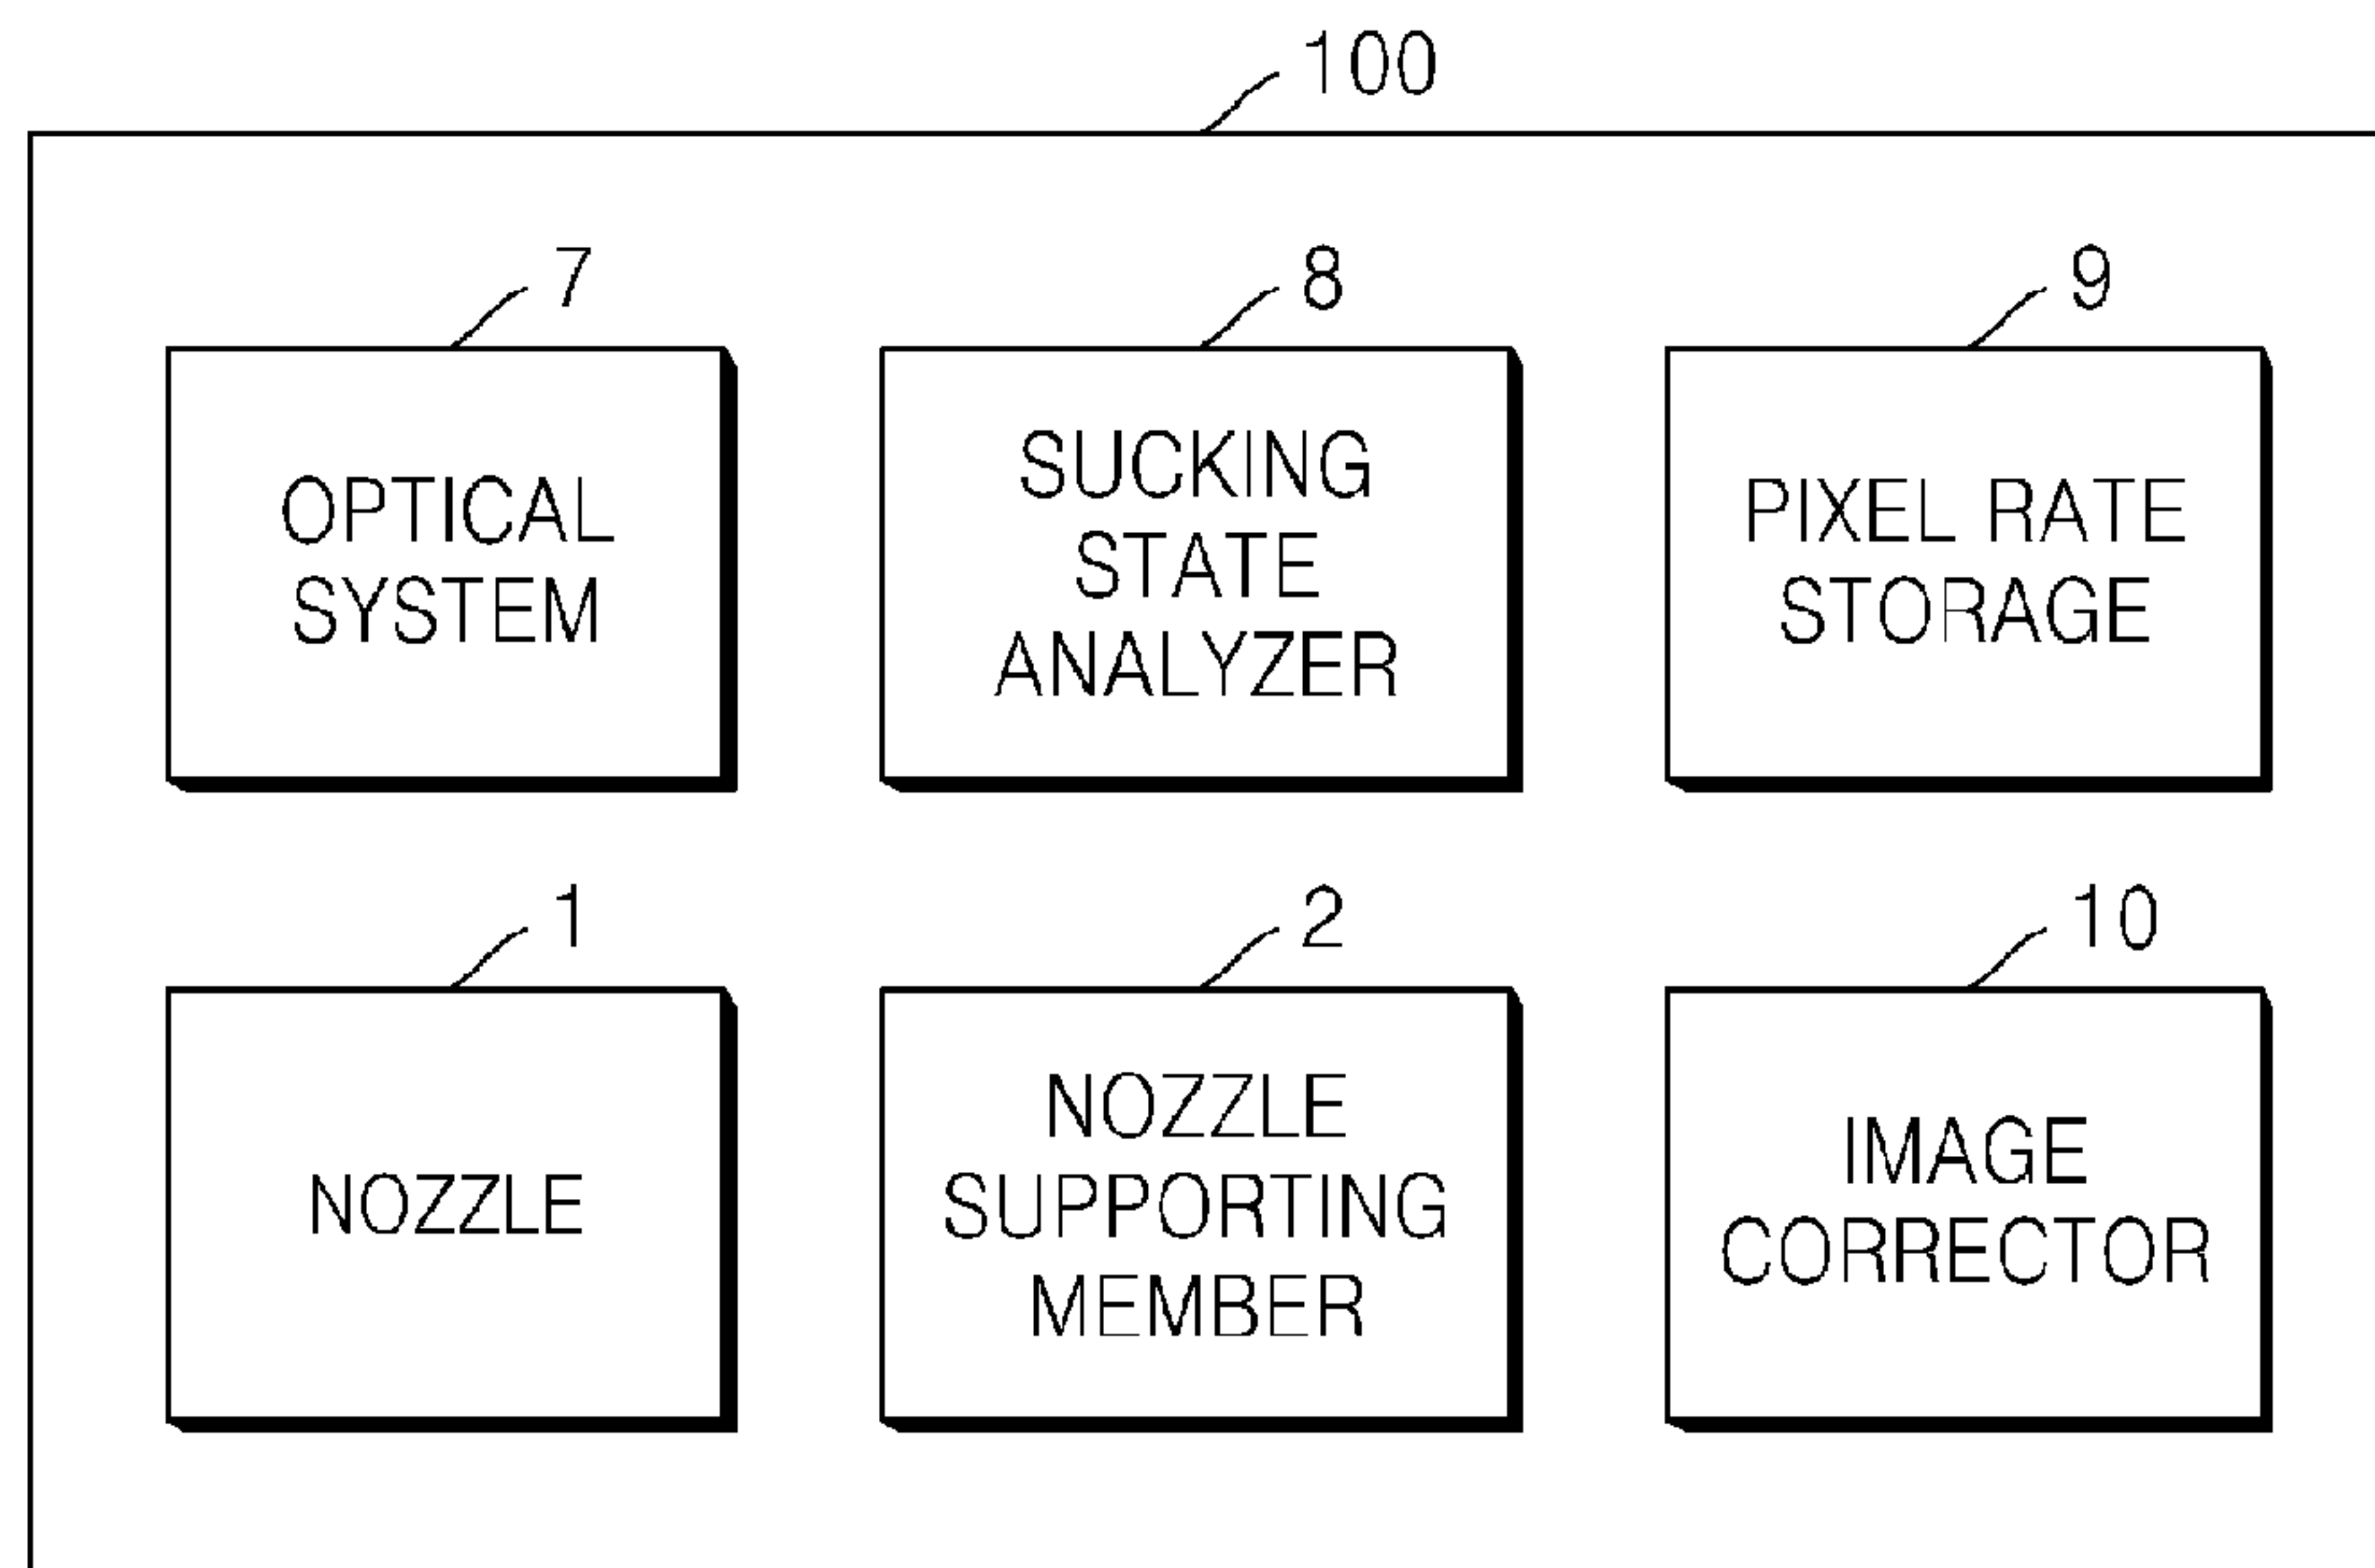 100
7
OPTICAL
SYSTEM
8
SUCKING
STATE
ANALYZER
9
PIXEL RATE
STORAGE
1
NOZZLE
2
NOZZLE
SUPPORTING
MEMBER
10
IMAGE
CORRECTOR